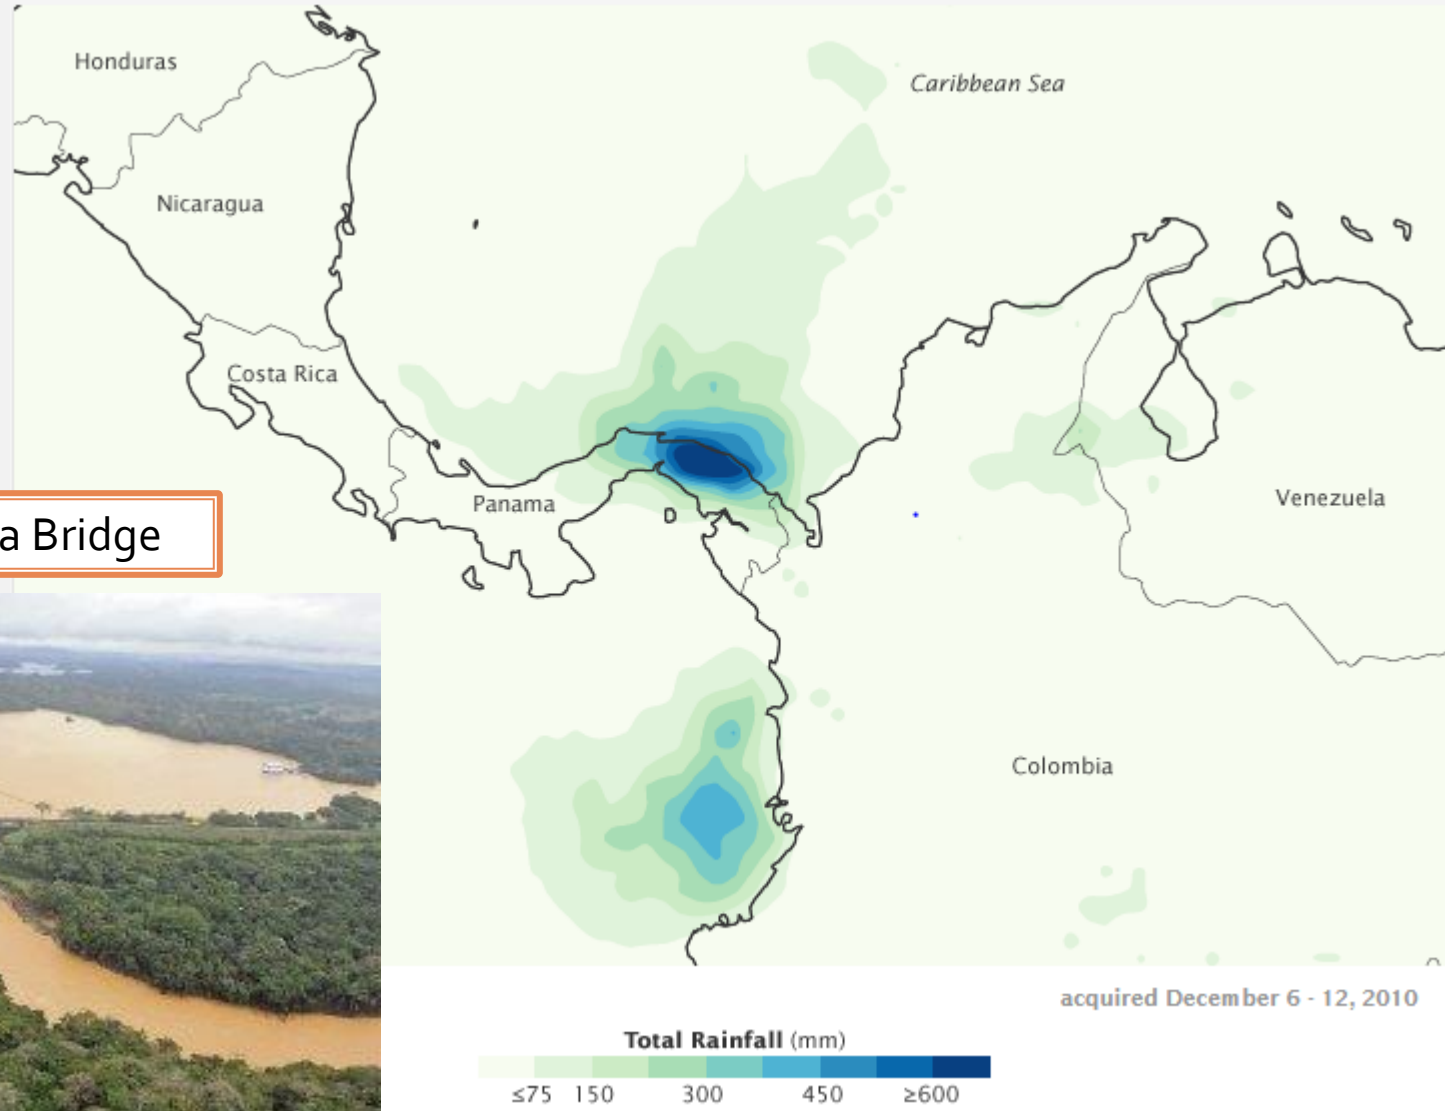 Honduras
Caribbean Sea
Nicaragua
Costa Rica
Panama
Venezuela
a Bridge
Colombia
acquired December 6 - 12, 2010
Total Rainfall (mm)
≤75 150 300 450 ≥600